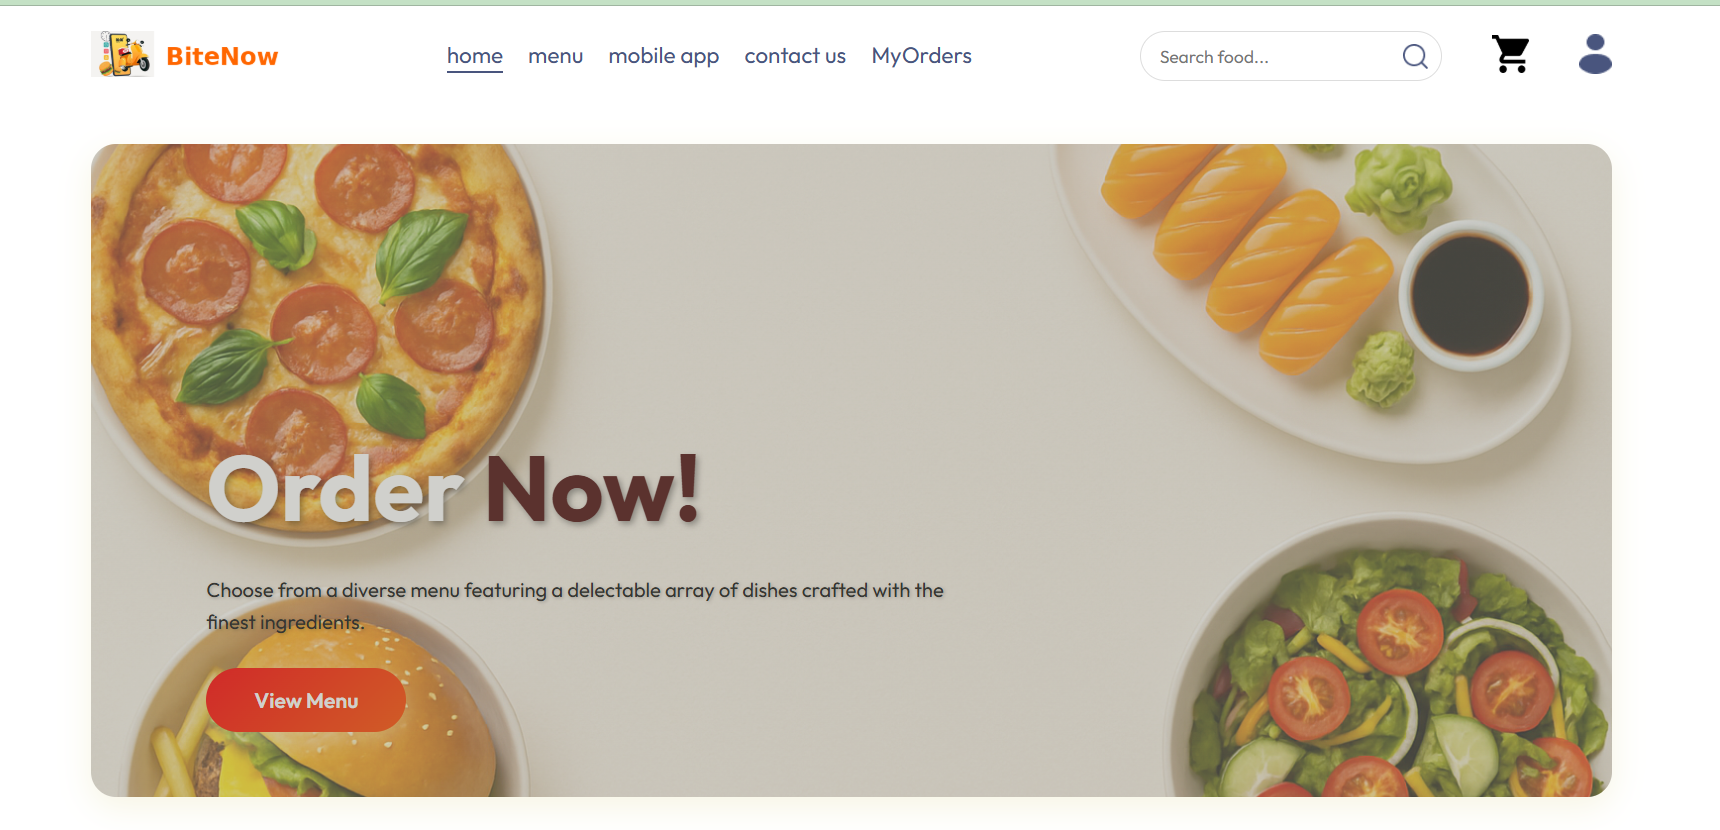 BiteNow
home menu mobile app contact us MyOrders
Search food...
Order Now!
Choose from a diverse menu featuring a delectable array of dishes crafted with the
finest ingredients.
View Menu